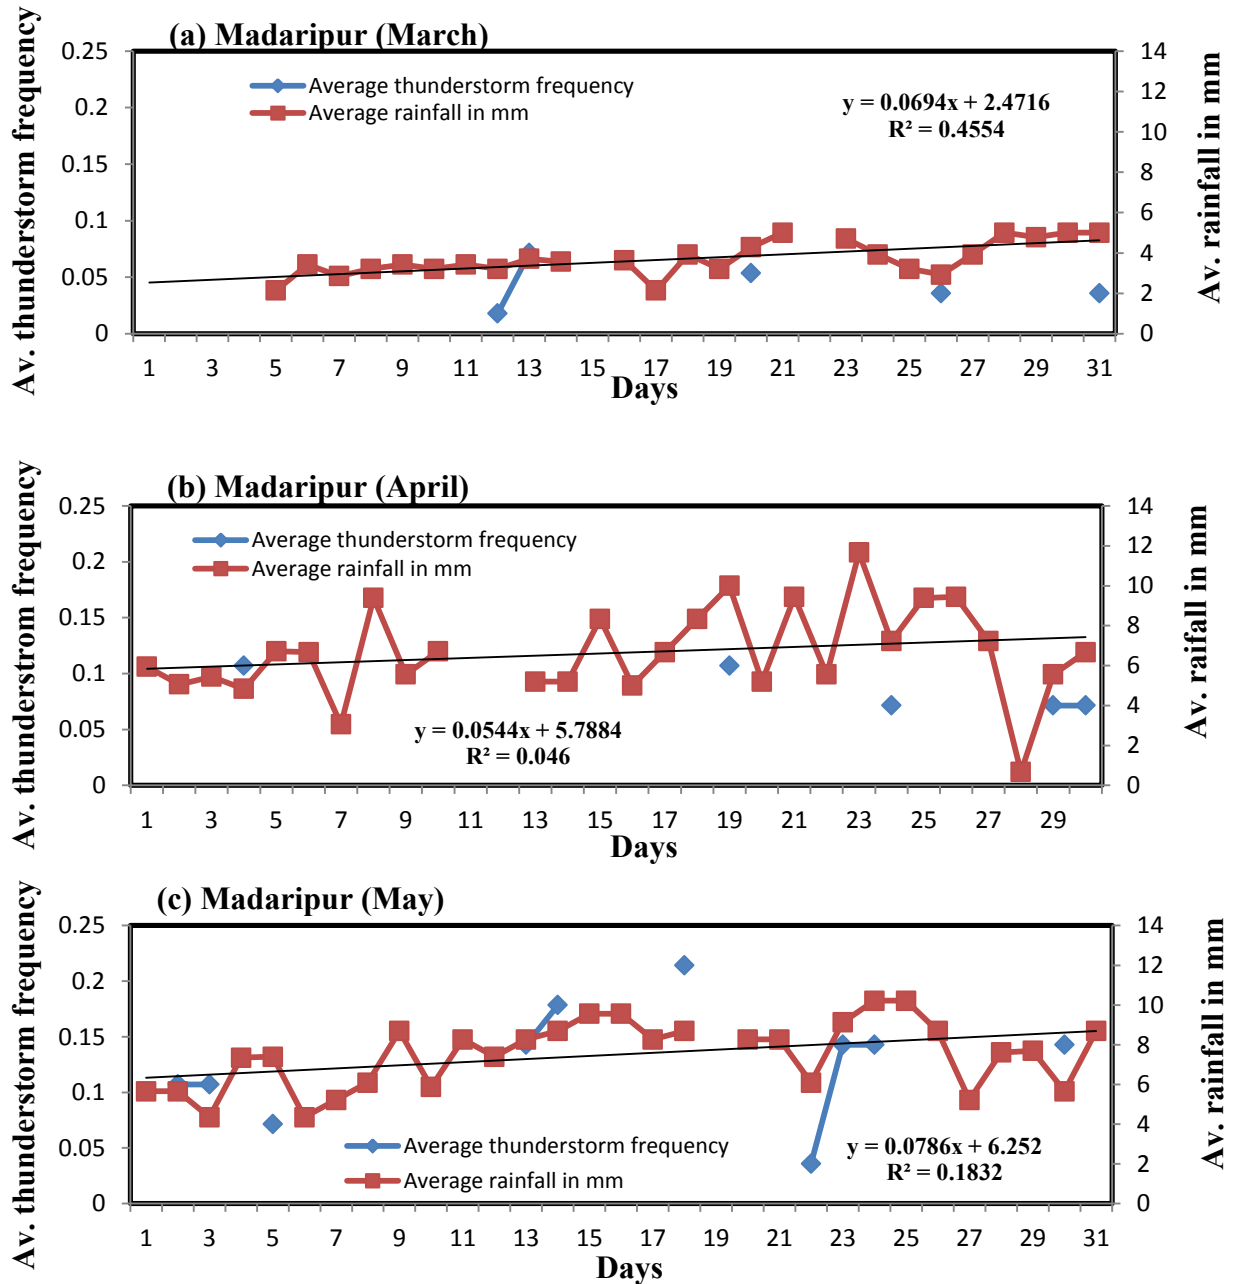 (a) Madaripur (March)
Av. thunderstorm frequency
0.25
0.2
0.15
0.1
0.05
0
Average thunderstorm frequency
Average rainfall in mm
y = 0.0694x + 2.4716
R² = 0.4554
14
12
10
8
6
4
2
0
Av. rainfall in mm
1 3 5 7 9 11 13 15 17 19 21 23 25 27 29 31
Days
(b) Madaripur (April)
Av. thunderstrom frequency
0.25
0.2
0.15
0.1
0.05
0
Average thunderstorm frequency
Average rainfall in mm
y = 0.0544x + 5.7884
R² = 0.046
14
12
10
8
6
4
2
0
Av. raifall in mm
1 3 5 7 9 11 13 15 17 19 21 23 25 27 29
Days
(c) Madaripur (May)
Av. thunderstorm frequency
0.25
0.2
0.15
0.1
0.05
0
Average thunderstorm frequency
Average rainfall in mm
y = 0.0786x + 6.252
R² = 0.1832
14
12
10
8
6
4
2
0
Av. rainfall in mm
1 3 5 7 9 11 13 15 17 19 21 23 25 27 29 31
Days